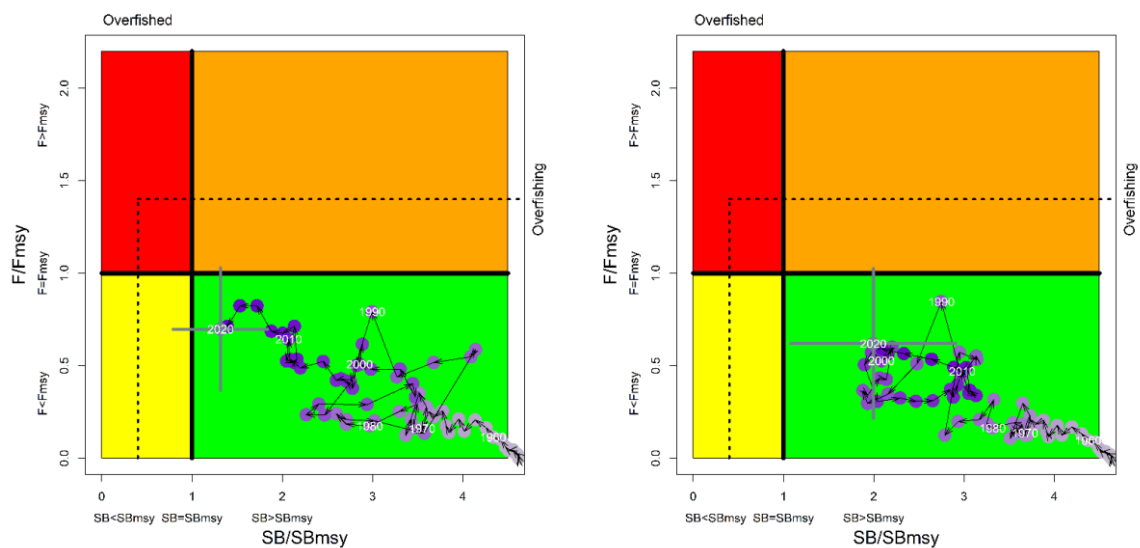 Overfished
F/Fmsy
F<Fmsy F=Fmsy F>Fmsy
0.0 0.5 1.0 1.5 2.0
Overfishing
1990
2020
2010
2000
1980
1970
1960
0 1 2 3 4
SB<SBmsy SB=SBmsy SB>SBmsy
SB/SBmsy
Overfished
F/Fmsy
F<Fmsy F=Fmsy F>Fmsy
0.0 0.5 1.0 1.5 2.0
Overfishing
1990
2020
2000
2010
1980
1970
1960
0 1 2 3 4
SB<SBmsy SB=SBmsy SB>SBmsy
SB/SBmsy